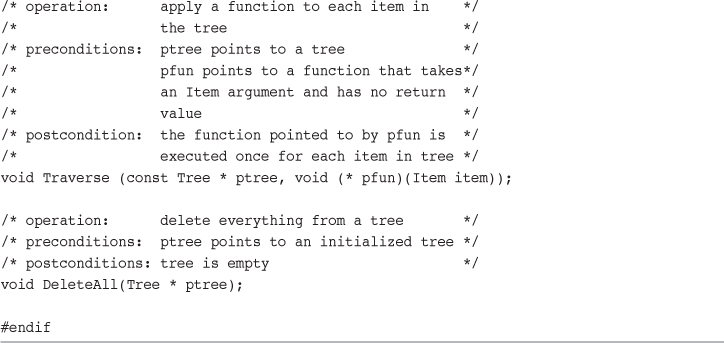 /* operation:      apply a function to each item in    */
/*                 the tree                            */
/* preconditions:  ptree points to a tree              */
/*                 pfun points to a function that takes*/
/*                 an Item argument and has no return  */
/*                 value                               */
/* postcondition:  the function pointed to by pfun is  */
/*                 executed once for each item in tree */
void Traverse (const Tree * ptree, void (* pfun)(Item item));
/* operation:      delete everything from a tree       */
/* preconditions:  ptree points to an initialized tree */
/* postconditions: tree is empty                       */
void DeleteAll(Tree * ptree);
#endif